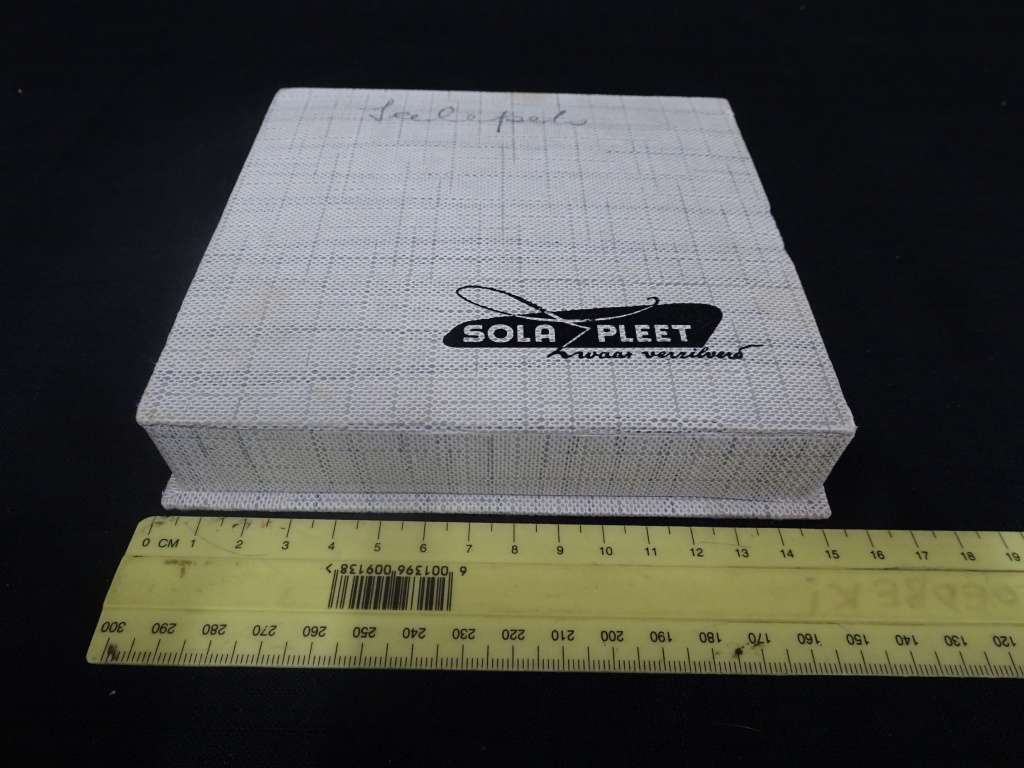 SOLA PLEET
Zwaar verzilverd
0 CM 1 2 3 4 5 6 7 8 9 10 11 12 13 14 15 16 17 18 19
6 001396 009138 >
300 290 280 270 260 250 240 230 220 210 200 190 180 170 160 150 140 130 120